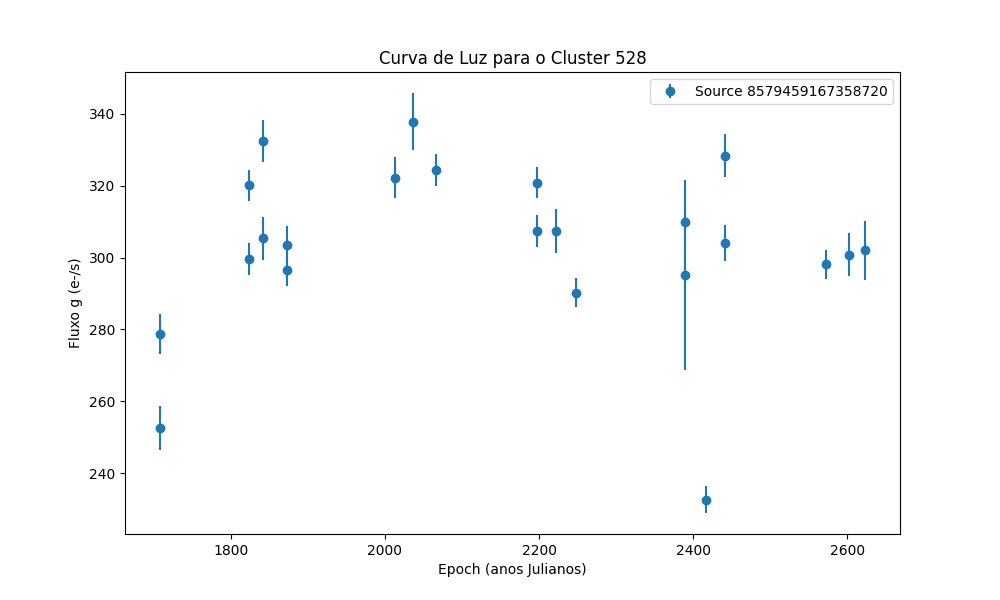 Curva de Luz para o Cluster 528
Source 8579459167358720
Fluxo g (e-/s)
340
320
300
280
260
240
1800
2000
2200
2400
2600
Epoch (anos Julianos)